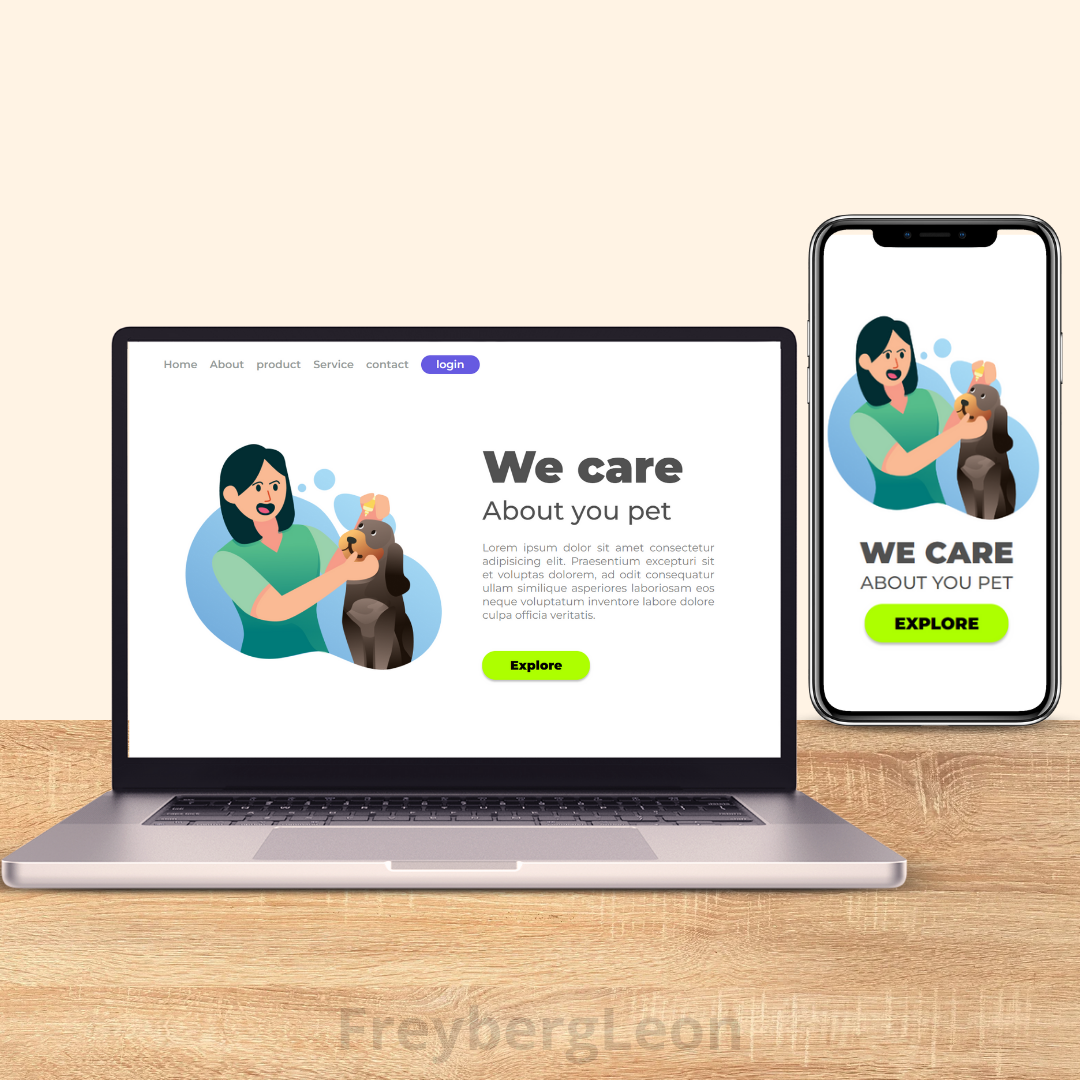 Home About product Service contact login
We care
About you pet
Lorem ipsum dolor sit amet consectetur
adipisicing elit. Praesentium excepturi sit
et voluptas dolorem, ad odit consequatur
ullam similique asperiores laboriosam eos
neque voluptatum inventore labore dolore
culpa officia veritatis.
Explore
WE CARE
ABOUT YOU PET
EXPLORE
FreybergLeon